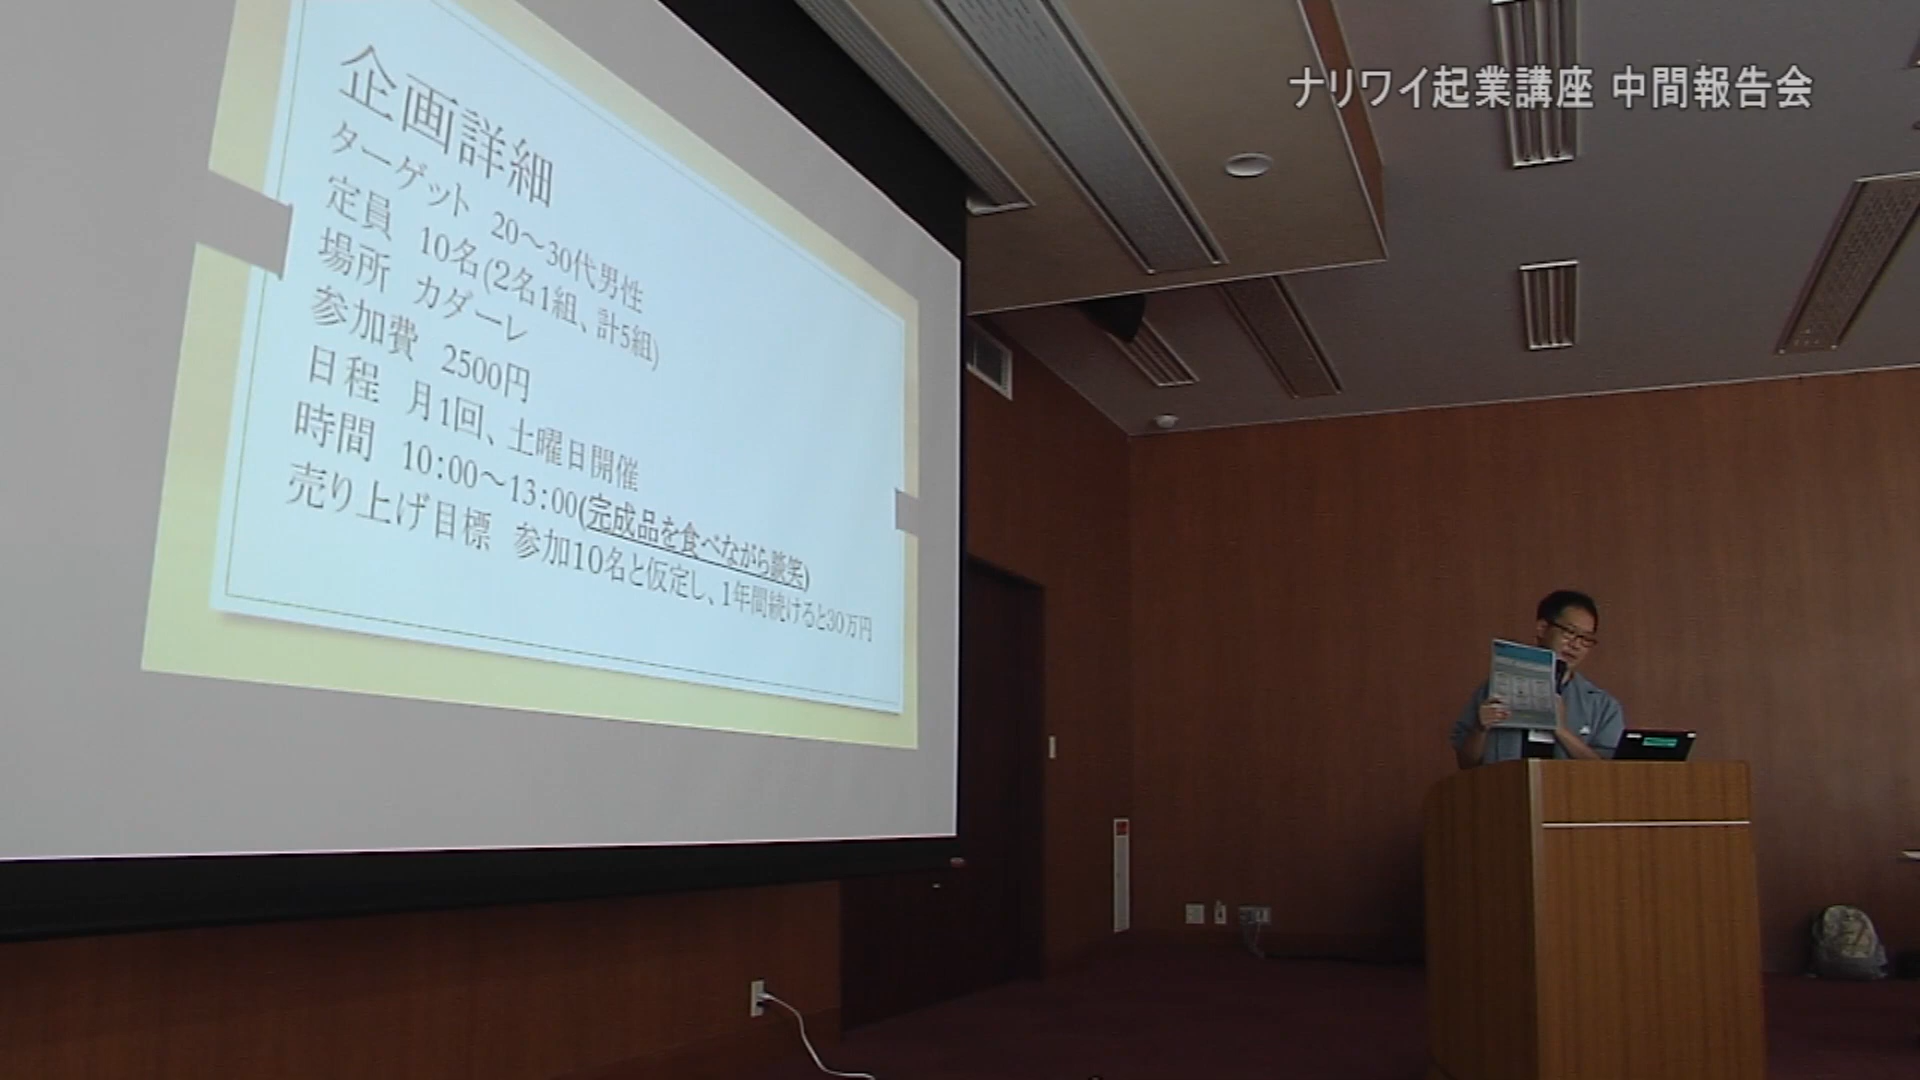 ナリワイ起業講座 中間報告会
企画詳細
ターゲット 20～30代男性
定員 10名(2名1組、計5組)
場所 カダーレ
参加費 2500円
日程 月1回、土曜日開催
時間 10:00～13:00(完成品を食べながら談笑)
売り上げ目標 参加10名と仮定し、1年間続けると30万円